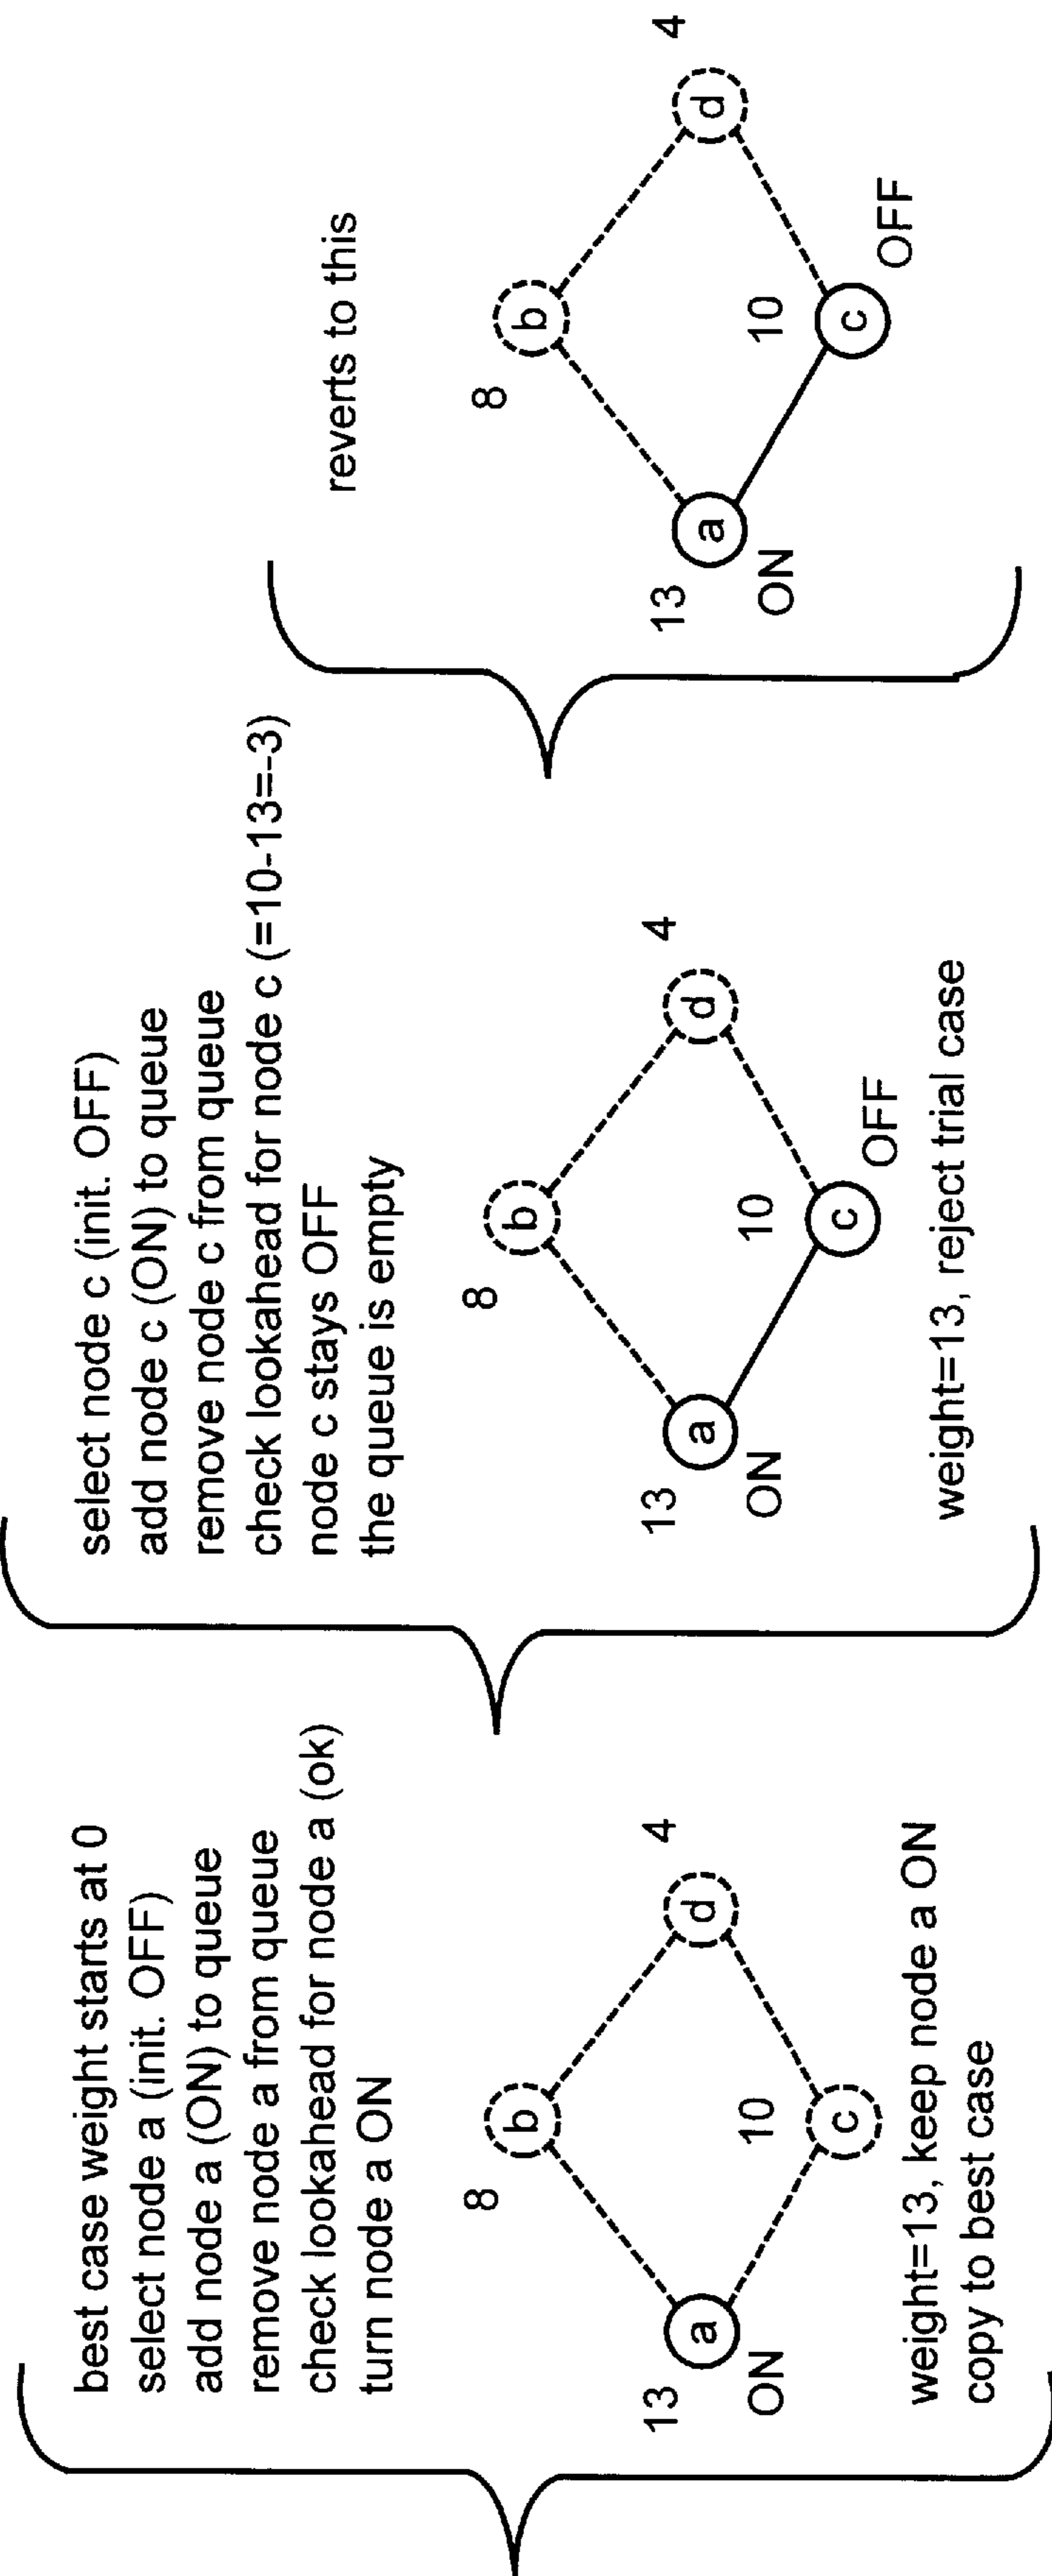 best case weight starts at 0
select node a (init. OFF)
add node a (ON) to queue
remove node a from queue
check lookahead for node a (ok)
turn node a ON
8
b
13
a
ON
10
c
d
4
weight=13, keep node a ON
copy to best case
select node c (init. OFF)
add node c (ON) to queue
remove node c from queue
check lookahead for node c (=10-13=-3)
node c stays OFF
the queue is empty
8
b
13
a
ON
10
c
OFF
d
4
weight=13, reject trial case
reverts to this
8
b
13
a
ON
10
c
OFF
d
4